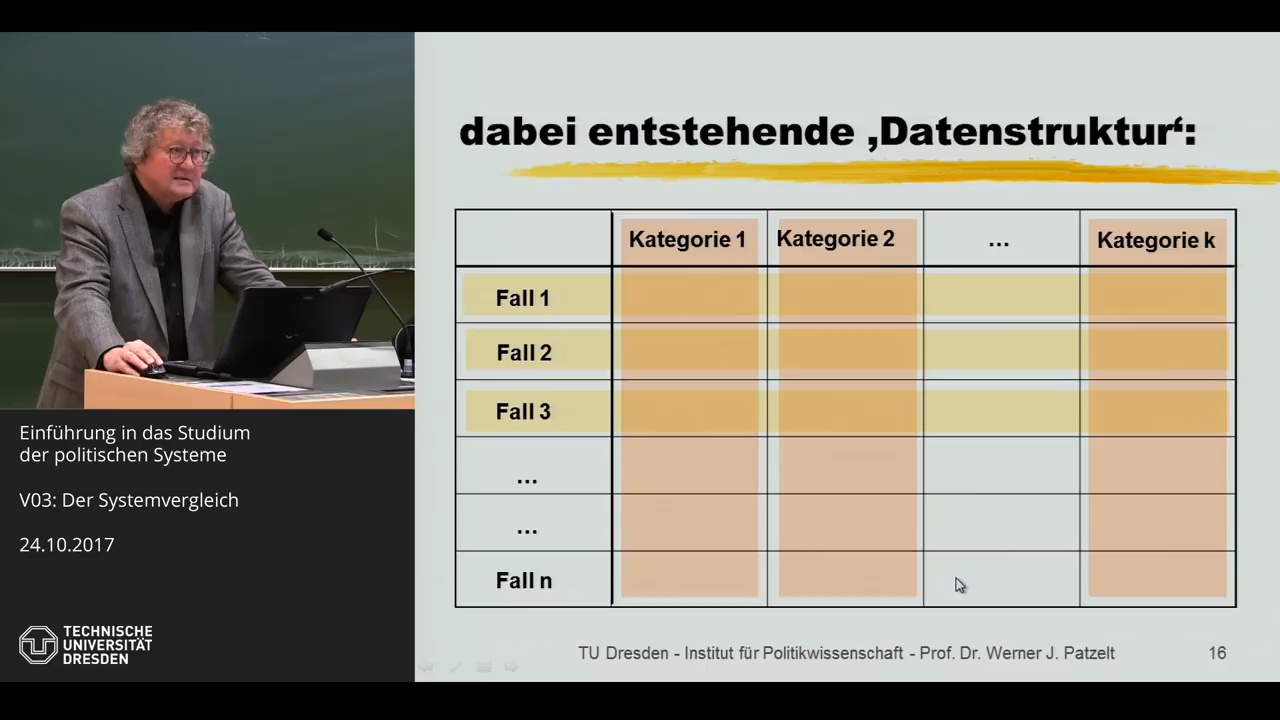 dabei entstehende ‚Datenstruktur‘:
Kategorie 1 Kategorie 2 ... Kategorie k
Fall 1
Fall 2
Fall 3
...
...
Fall n
TU Dresden - Institut für Politikwissenschaft - Prof. Dr. Werner J. Patzelt 16
Einführung in das Studium
der politischen Systeme
V03: Der Systemvergleich
24.10.2017
TECHNISCHE
UNIVERSITÄT
DRESDEN